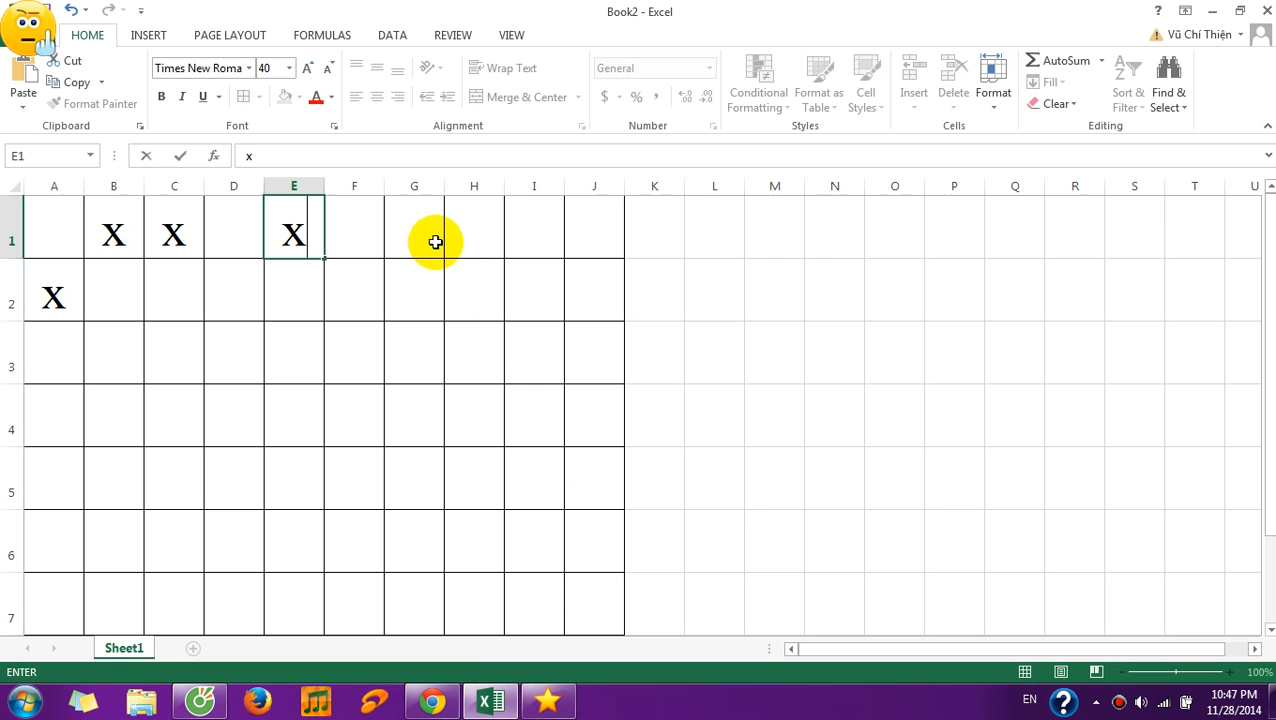 Book2 - Excel
HOME INSERT PAGE LAYOUT FORMULAS DATA REVIEW VIEW
Vũ Chí Thiện
Paste
Cut
Copy
Format Painter
Clipboard
Times New Roma 40
B I U
Font
Wrap Text
Merge & Center
Alignment
General
$ % ,
Number
Conditional Formatting
Format as Table
Cell Styles
Styles
Insert Delete Format
Cells
AutoSum
Fill
Clear
Sort & Filter
Find & Select
Editing
E1 fx x
A B C D E F G H I J K L M N O P Q R S T U
1 X X X
2 X
3
4
5
6
7
Sheet1
ENTER 100%
EN 10:47 PM
11/28/2014